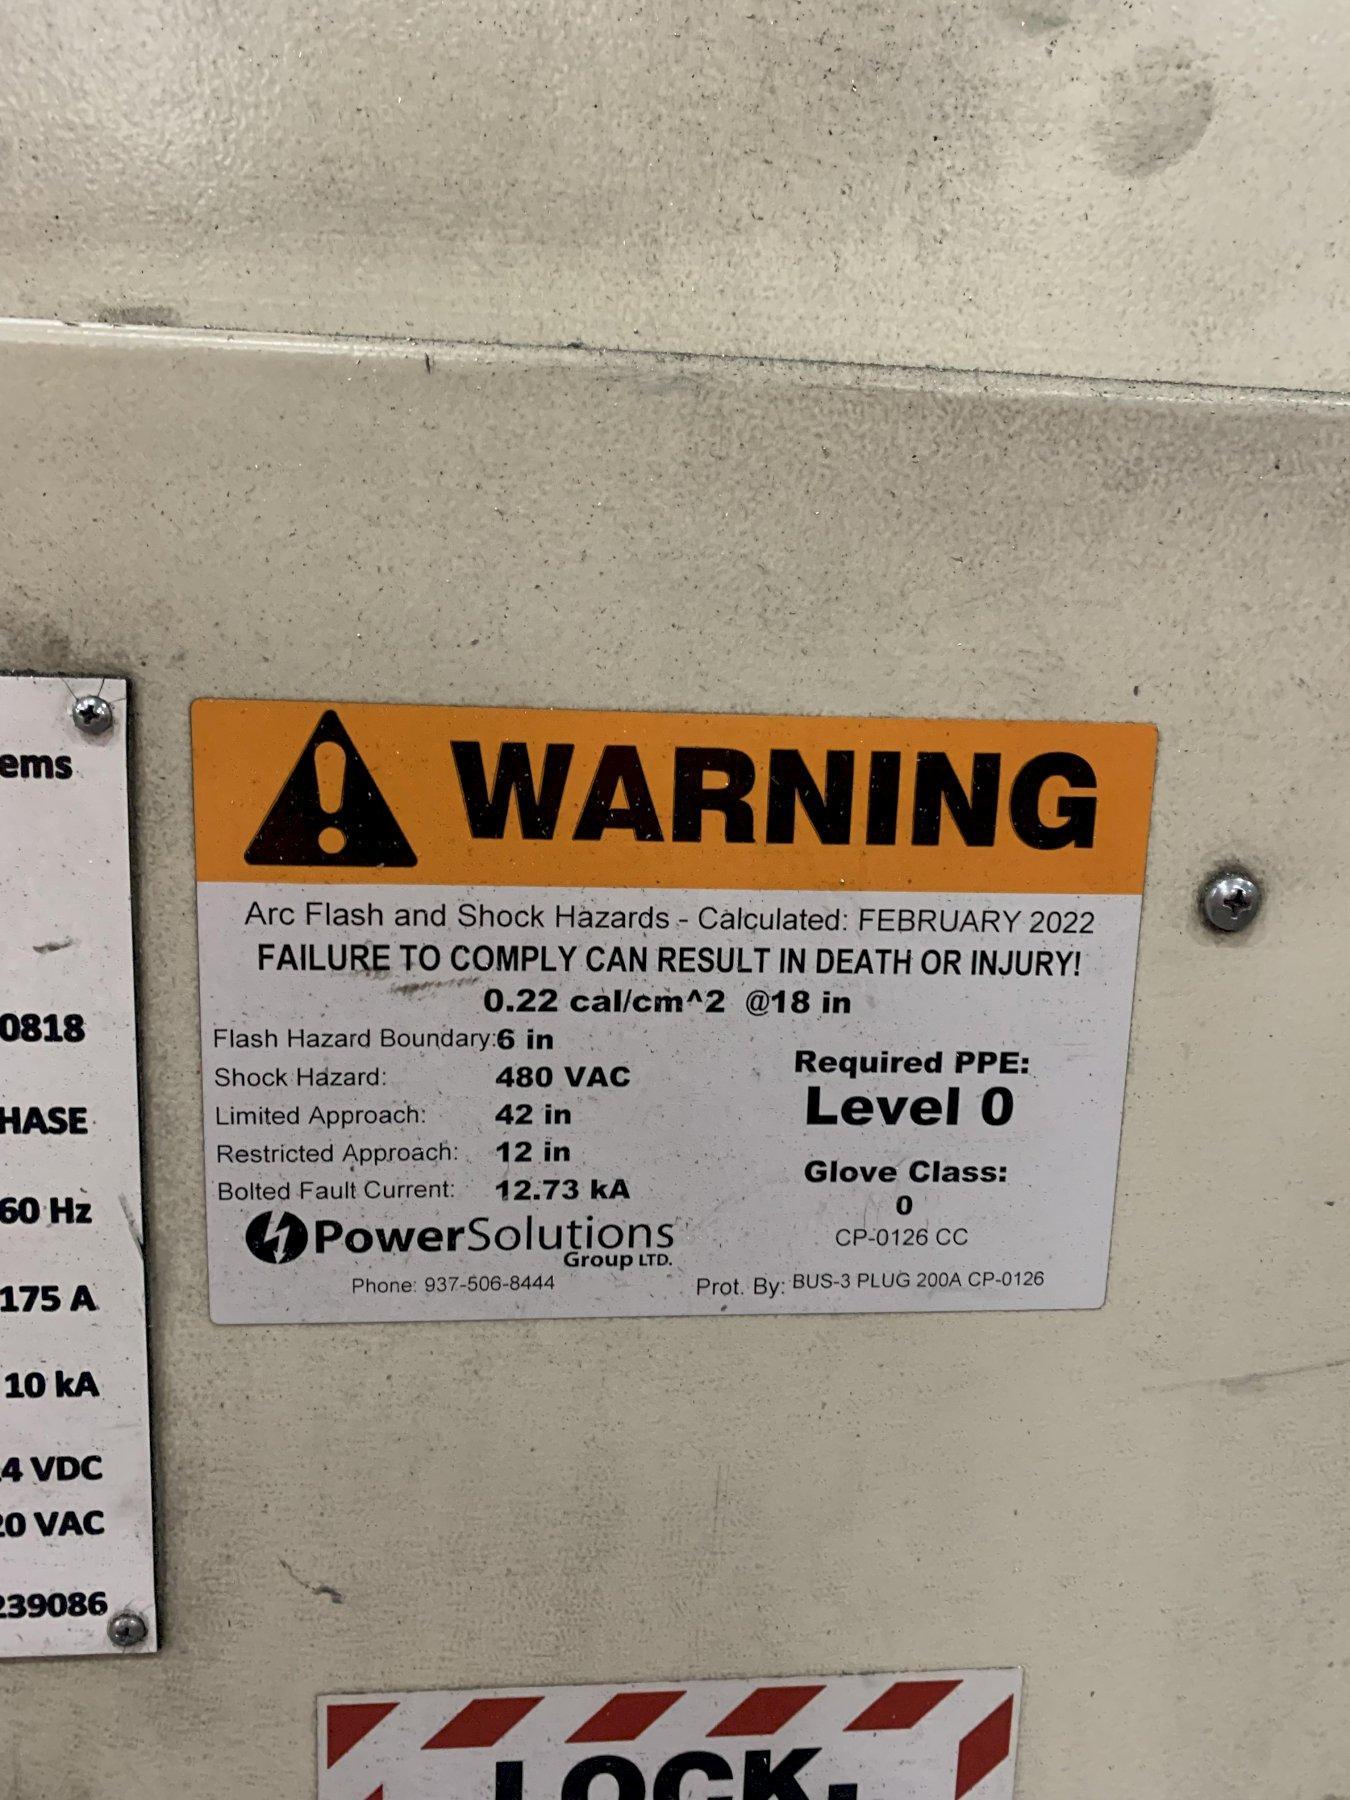 ems
0818
HASE
60 Hz
175 A
10 kA
4 VDC
20 VAC
239086
WARNING
Arc Flash and Shock Hazards - Calculated: FEBRUARY 2022
FAILURE TO COMPLY CAN RESULT IN DEATH OR INJURY!
0.22 cal/cm^2 @18 in
Flash Hazard Boundary: 6 in
Shock Hazard: 480 VAC
Limited Approach: 42 in
Restricted Approach: 12 in
Bolted Fault Current: 12.73 kA
Required PPE:
Level 0
Glove Class:
0
CP-0126 CC
PowerSolutions
Group LTD.
Phone: 937-506-8444
Prot. By: BUS-3 PLUG 200A CP-0126
LOCK,